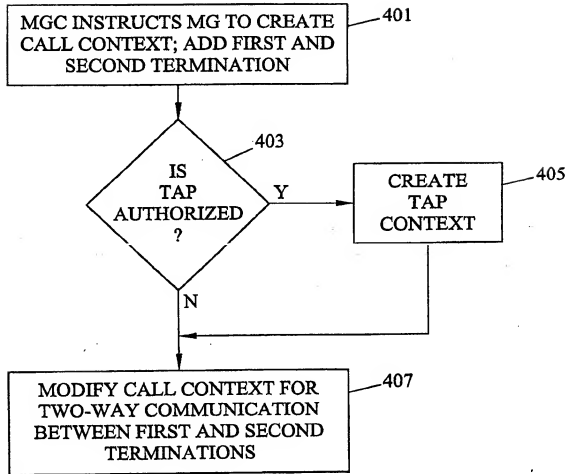 MGC INSTRUCTS MG TO CREATE
CALL CONTEXT; ADD FIRST AND
SECOND TERMINATION
401
IS
TAP
AUTHORIZED
?
403
Y
CREATE
TAP
CONTEXT
405
N
MODIFY CALL CONTEXT FOR
TWO-WAY COMMUNICATION
BETWEEN FIRST AND SECOND
TERMINATIONS
407